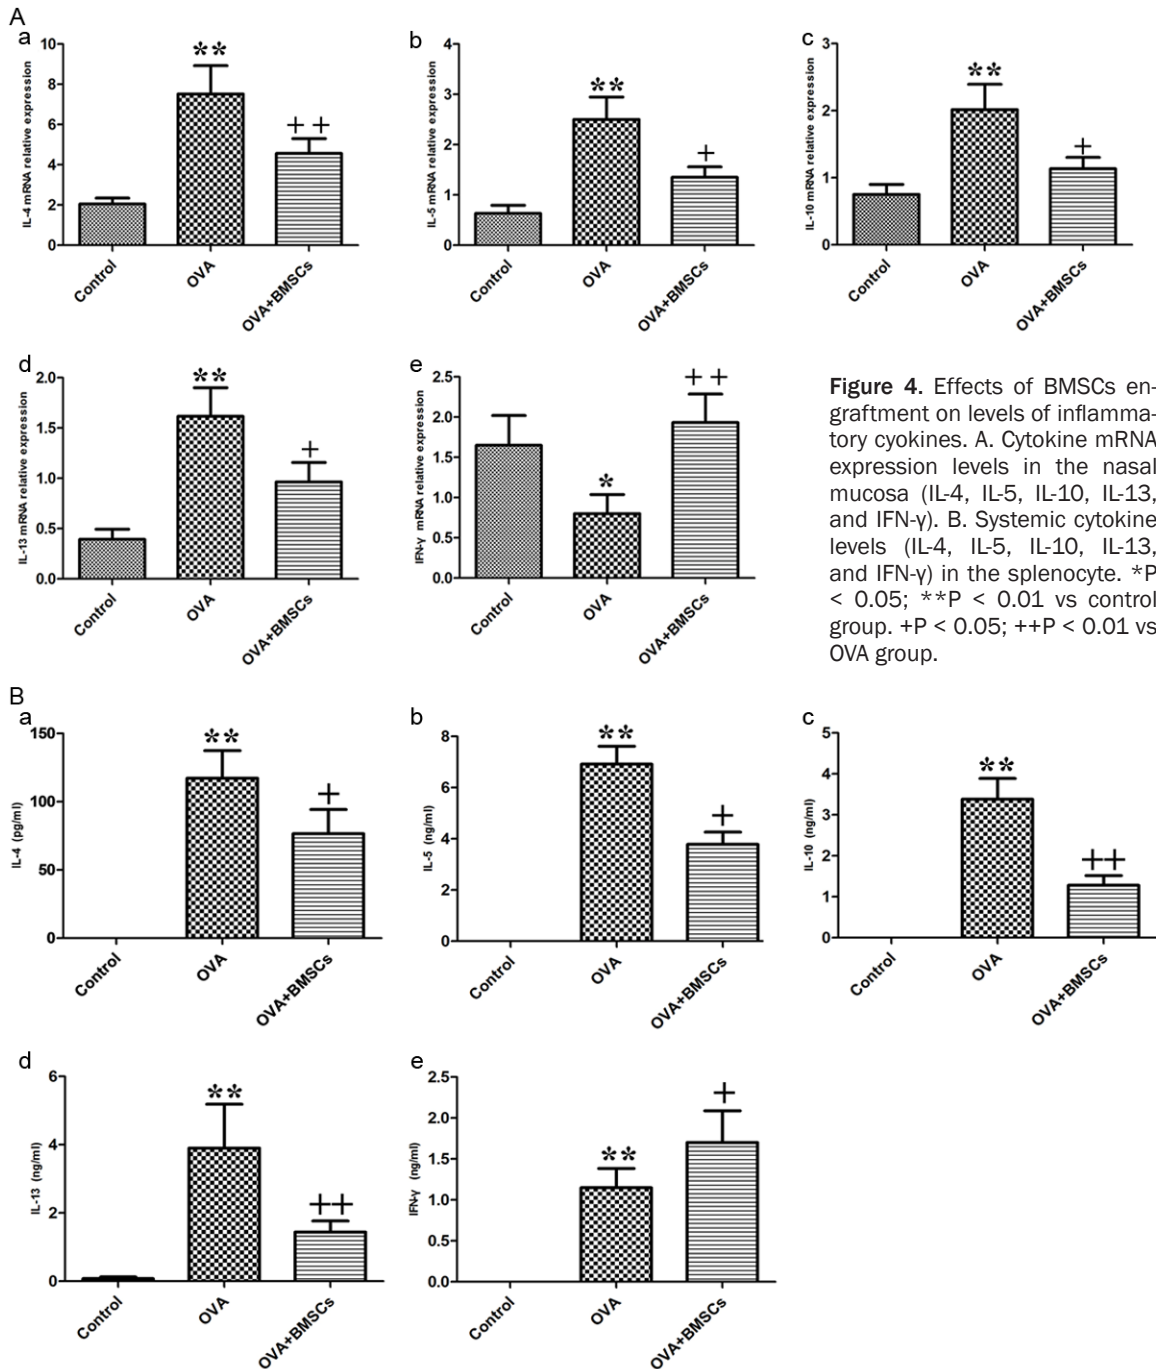 A
a
IL-4 mRNA relative expression
10
8
6
4
2
0
**
++
Control
OVA
OVA+BMSCs
b
IL-5 mRNA relative expression
4
3
2
1
0
**
+
Control
OVA
OVA+BMSCs
c
IL-10 mRNA relative expression
3
2
1
0
**
+
Control
OVA
OVA+BMSCs
d
IL-13 mRNA relative expression
2.0
1.5
1.0
0.5
0.0
**
+
Control
OVA
OVA+BMSCs
e
IFN-γ mRNA relative expression
2.5
2.0
1.5
1.0
0.5
0.0
*
++
Control
OVA
OVA+BMSCs
Figure 4. Effects of BMSCs en-
graftment on levels of inflamma-
tory cyokines. A. Cytokine mRNA
expression levels in the nasal
mucosa (IL-4, IL-5, IL-10, IL-13,
and IFN-γ). B. Systemic cytokine
levels (IL-4, IL-5, IL-10, IL-13,
and IFN-γ) in the splenocyte. *P
< 0.05; **P < 0.01 vs control
group. +P < 0.05; ++P < 0.01 vs
OVA group.
B
a
IL-4 (pg/ml)
150
100
50
0
**
+
Control
OVA
OVA+BMSCs
b
IL-5 (ng/ml)
8
6
4
2
0
**
+
Control
OVA
OVA+BMSCs
c
IL-10 (ng/ml)
5
4
3
2
1
0
**
++
Control
OVA
OVA+BMSCs
d
IL-13 (ng/ml)
6
4
2
0
**
++
Control
OVA
OVA+BMSCs
e
IFN-γ (ng/ml)
2.5
2.0
1.5
1.0
0.5
0.0
**
+
Control
OVA
OVA+BMSCs